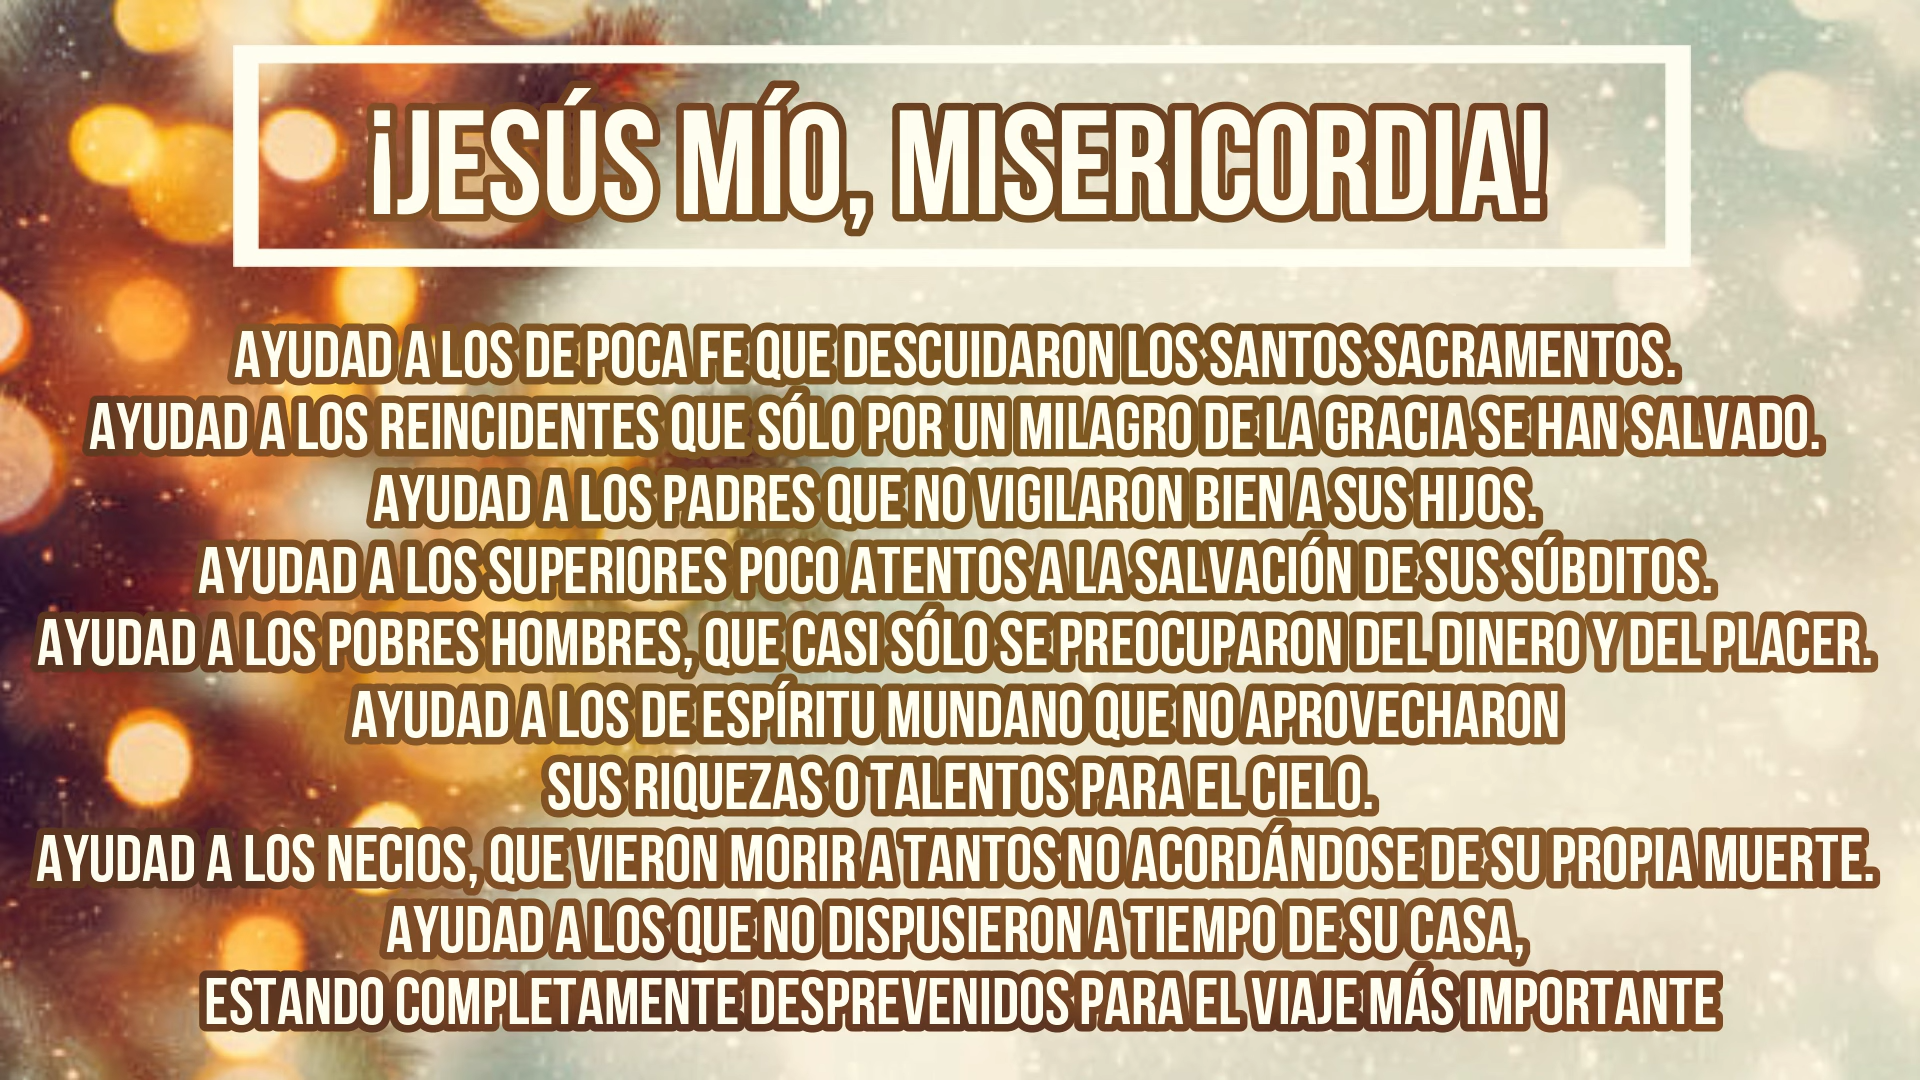 ¡JESÚS MÍO, MISERICORDIA!
AYUDAD A LOS DE POCA FE QUE DESCUIDARON LOS SANTOS SACRAMENTOS.
AYUDAD A LOS REINCIDENTES QUE SÓLO POR UN MILAGRO DE LA GRACIA SE HAN SALVADO.
AYUDAD A LOS PADRES QUE NO VIGILARON BIEN A SUS HIJOS.
AYUDAD A LOS SUPERIORES POCO ATENTOS A LA SALVACIÓN DE SUS SÚBDITOS.
AYUDAD A LOS POBRES HOMBRES, QUE CASI SÓLO SE PREOCUPARON DEL DINERO Y DEL PLACER.
AYUDAD A LOS DE ESPÍRITU MUNDANO QUE NO APROVECHARON
SUS RIQUEZAS O TALENTOS PARA EL CIELO.
AYUDAD A LOS NECIOS, QUE VIERON MORIR A TANTOS NO ACORDÁNDOSE DE SU PROPIA MUERTE.
AYUDAD A LOS QUE NO DISPUSIERON A TIEMPO DE SU CASA,
ESTANDO COMPLETAMENTE DESPREVENIDOS PARA EL VIAJE MÁS IMPORTANTE